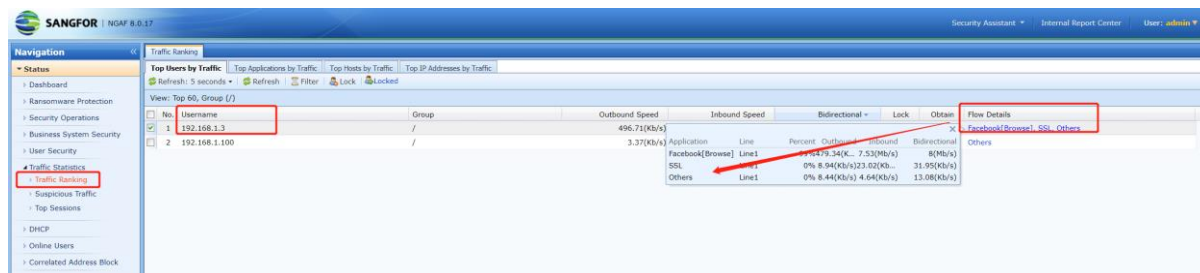 SANGFOR | NGAF 8.0.17
Security Assistant
Internal Report Center
User: admin
Navigation
Status
Dashboard
Ransomware Protection
Security Operations
Business System Security
User Security
Traffic Statistics
Traffic Ranking
Suspicious Traffic
Top Sessions
DHCP
Online Users
Correlated Address Block
Traffic Ranking
Top Users by Traffic Top Applications by Traffic Top Hosts by Traffic Top IP Addresses by Traffic
Refresh: 5 seconds Refresh Filter Lock Locked
View: Top 60, Group (/)
No. Username Group Outbound Speed Inbound Speed Bidirectional Lock Obtain Flow Details
1 192.168.1.3 / 496.71(Kb/s) Facebook[Browse], SSL, Others
2 192.168.1.100 / 3.37(Kb/s) Others
Application Line Percent Outbound Inbound Bidirectional
Facebook[Browse] Line1 479.34(K... 7.53(Mb/s) 8(Mb/s)
SSL Line1 0% 8.94(Kb/s) 23.02(Kb... 31.95(Kb/s)
Others Line1 0% 8.44(Kb/s) 4.64(Kb/s) 13.08(Kb/s)